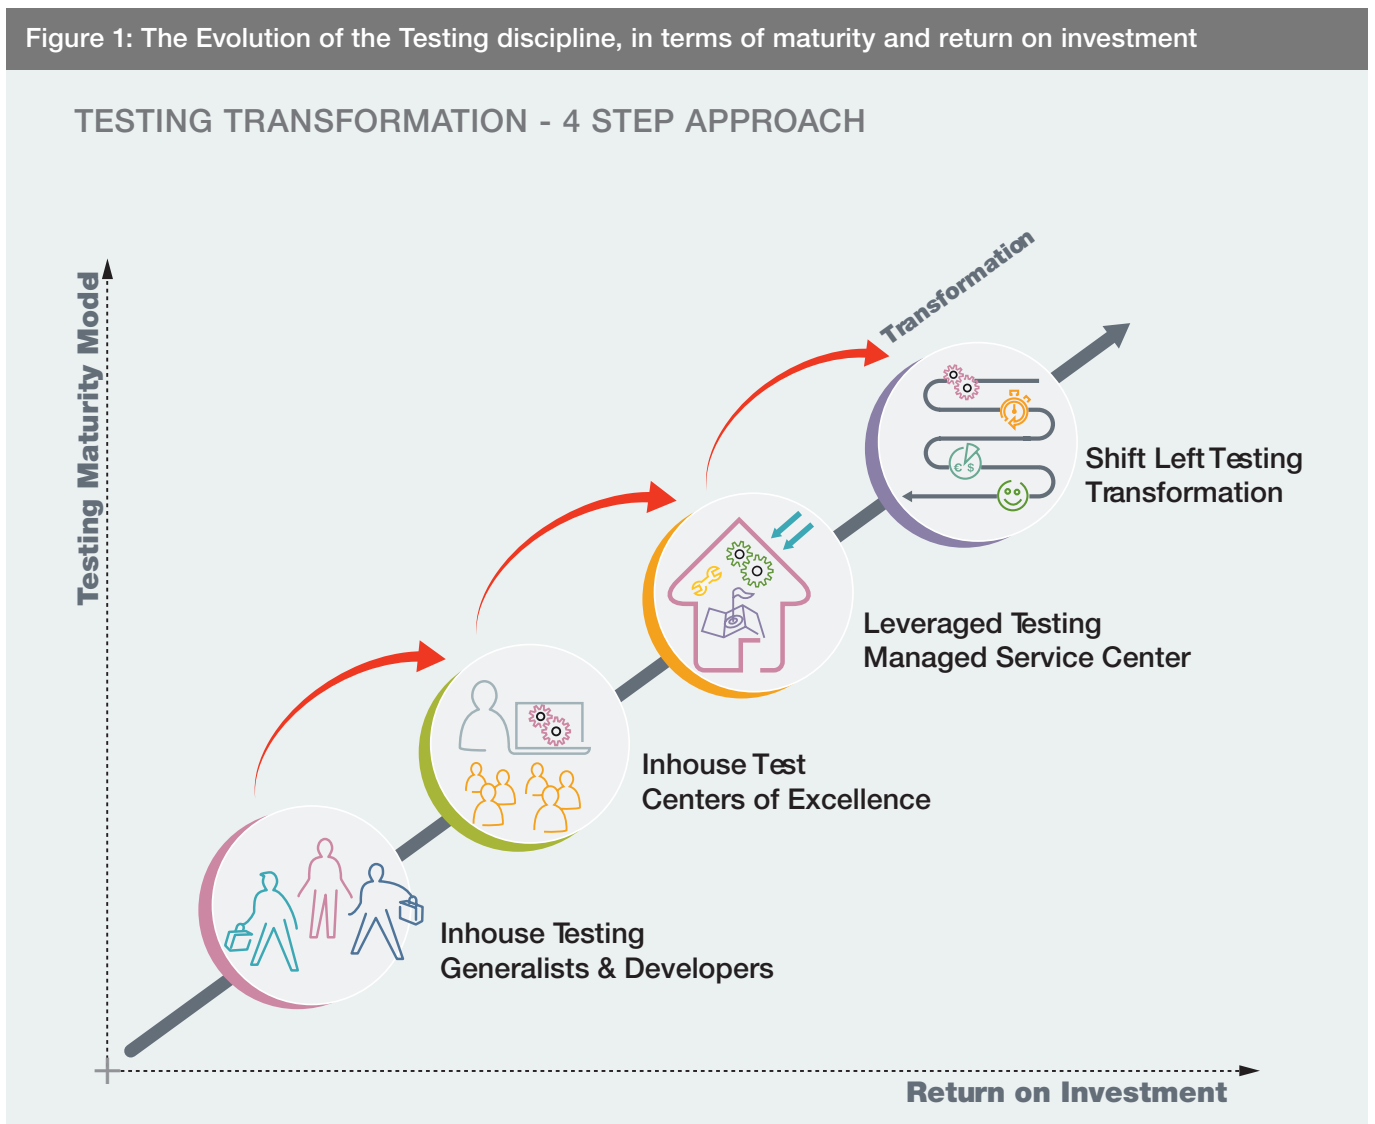 Figure 1: The Evolution of the Testing discipline, in terms of maturity and return on investment
TESTING TRANSFORMATION - 4 STEP APPROACH
Transformation
Testing Maturity Model
Shift Left Testing
Transformation
Leveraged Testing
Managed Service Center
Inhouse Test
Centers of Excellence
Inhouse Testing
Generalists & Developers
€ $
Return on Investment